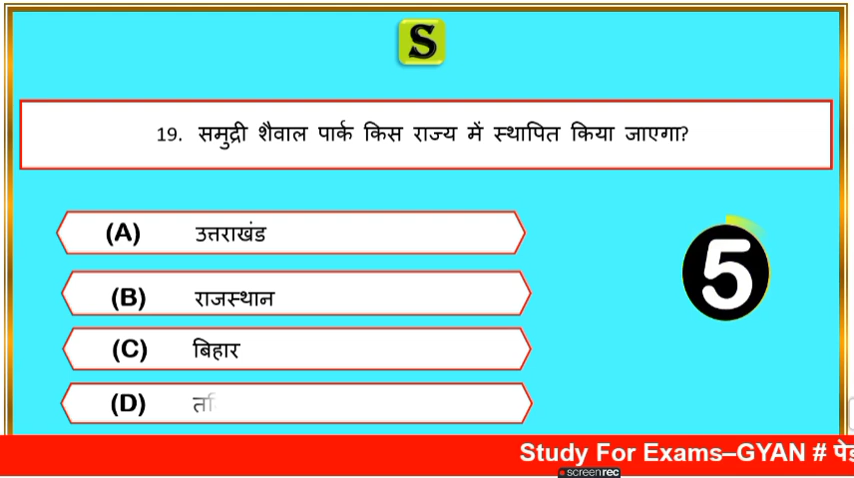 S
19. समुद्री शैवाल पार्क किस राज्य में स्थापित किया जाएगा?
(A) उत्तराखंड
(B) राजस्थान
(C) बिहार
(D)
5
Study For Exams–GYAN #
screenrec